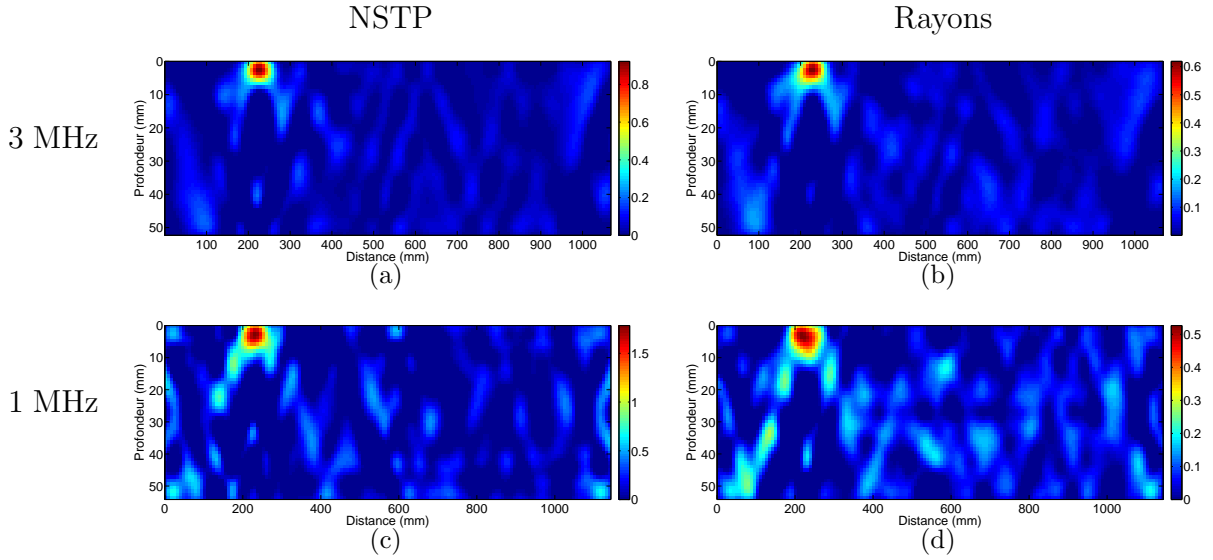 NSTP
Rayons
3 MHz
Profondeur (mm)
0
10
20
30
40
50
100 200 300 400 500 600 700 800 900 1000
Distance (mm)
0
0.2
0.4
0.6
0.8
(a)
Profondeur (mm)
0
10
20
30
40
50
0 100 200 300 400 500 600 700 800 900 1000
Distance (mm)
0.1
0.2
0.3
0.4
0.5
0.6
(b)
1 MHz
Profondeur (mm)
0
10
20
30
40
50
0 200 400 600 800 1000
Distance (mm)
0
0.5
1
1.5
(c)
Profondeur (mm)
0
10
20
30
40
50
0 200 400 600 800 1000
Distance (mm)
0
0.1
0.2
0.3
0.4
0.5
(d)